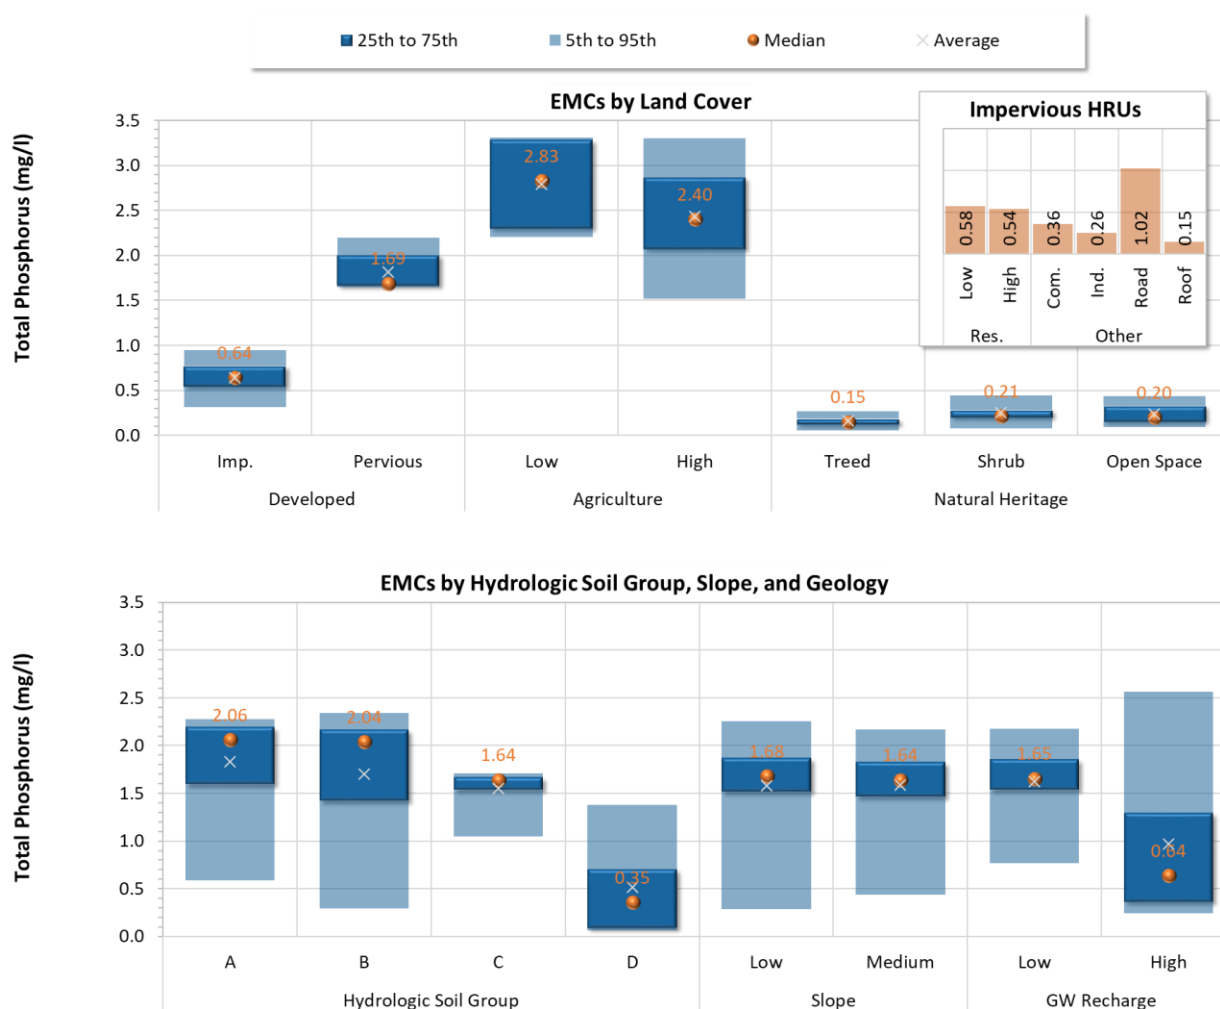 25th to 75th 5th to 95th Median Average
EMCs by Land Cover
Total Phosphorus (mg/l)
3.5
3.0
2.5
2.0
1.5
1.0
0.5
0.0
0.64
1.69
2.83
2.40
0.15
0.21
0.20
Imp. Pervious Low High Treed Shrub Open Space
Developed Agriculture Natural Heritage
Impervious HRUs
0.58 0.54 0.36 0.26 1.02 0.15
Low High Com. Ind. Road Roof
Res. Other
EMCs by Hydrologic Soil Group, Slope, and Geology
Total Phosphorus (mg/l)
3.5
3.0
2.5
2.0
1.5
1.0
0.5
0.0
2.06
2.04
1.64
0.35
1.68
1.64
1.65
0.64
A B C D Low Medium Low High
Hydrologic Soil Group Slope GW Recharge